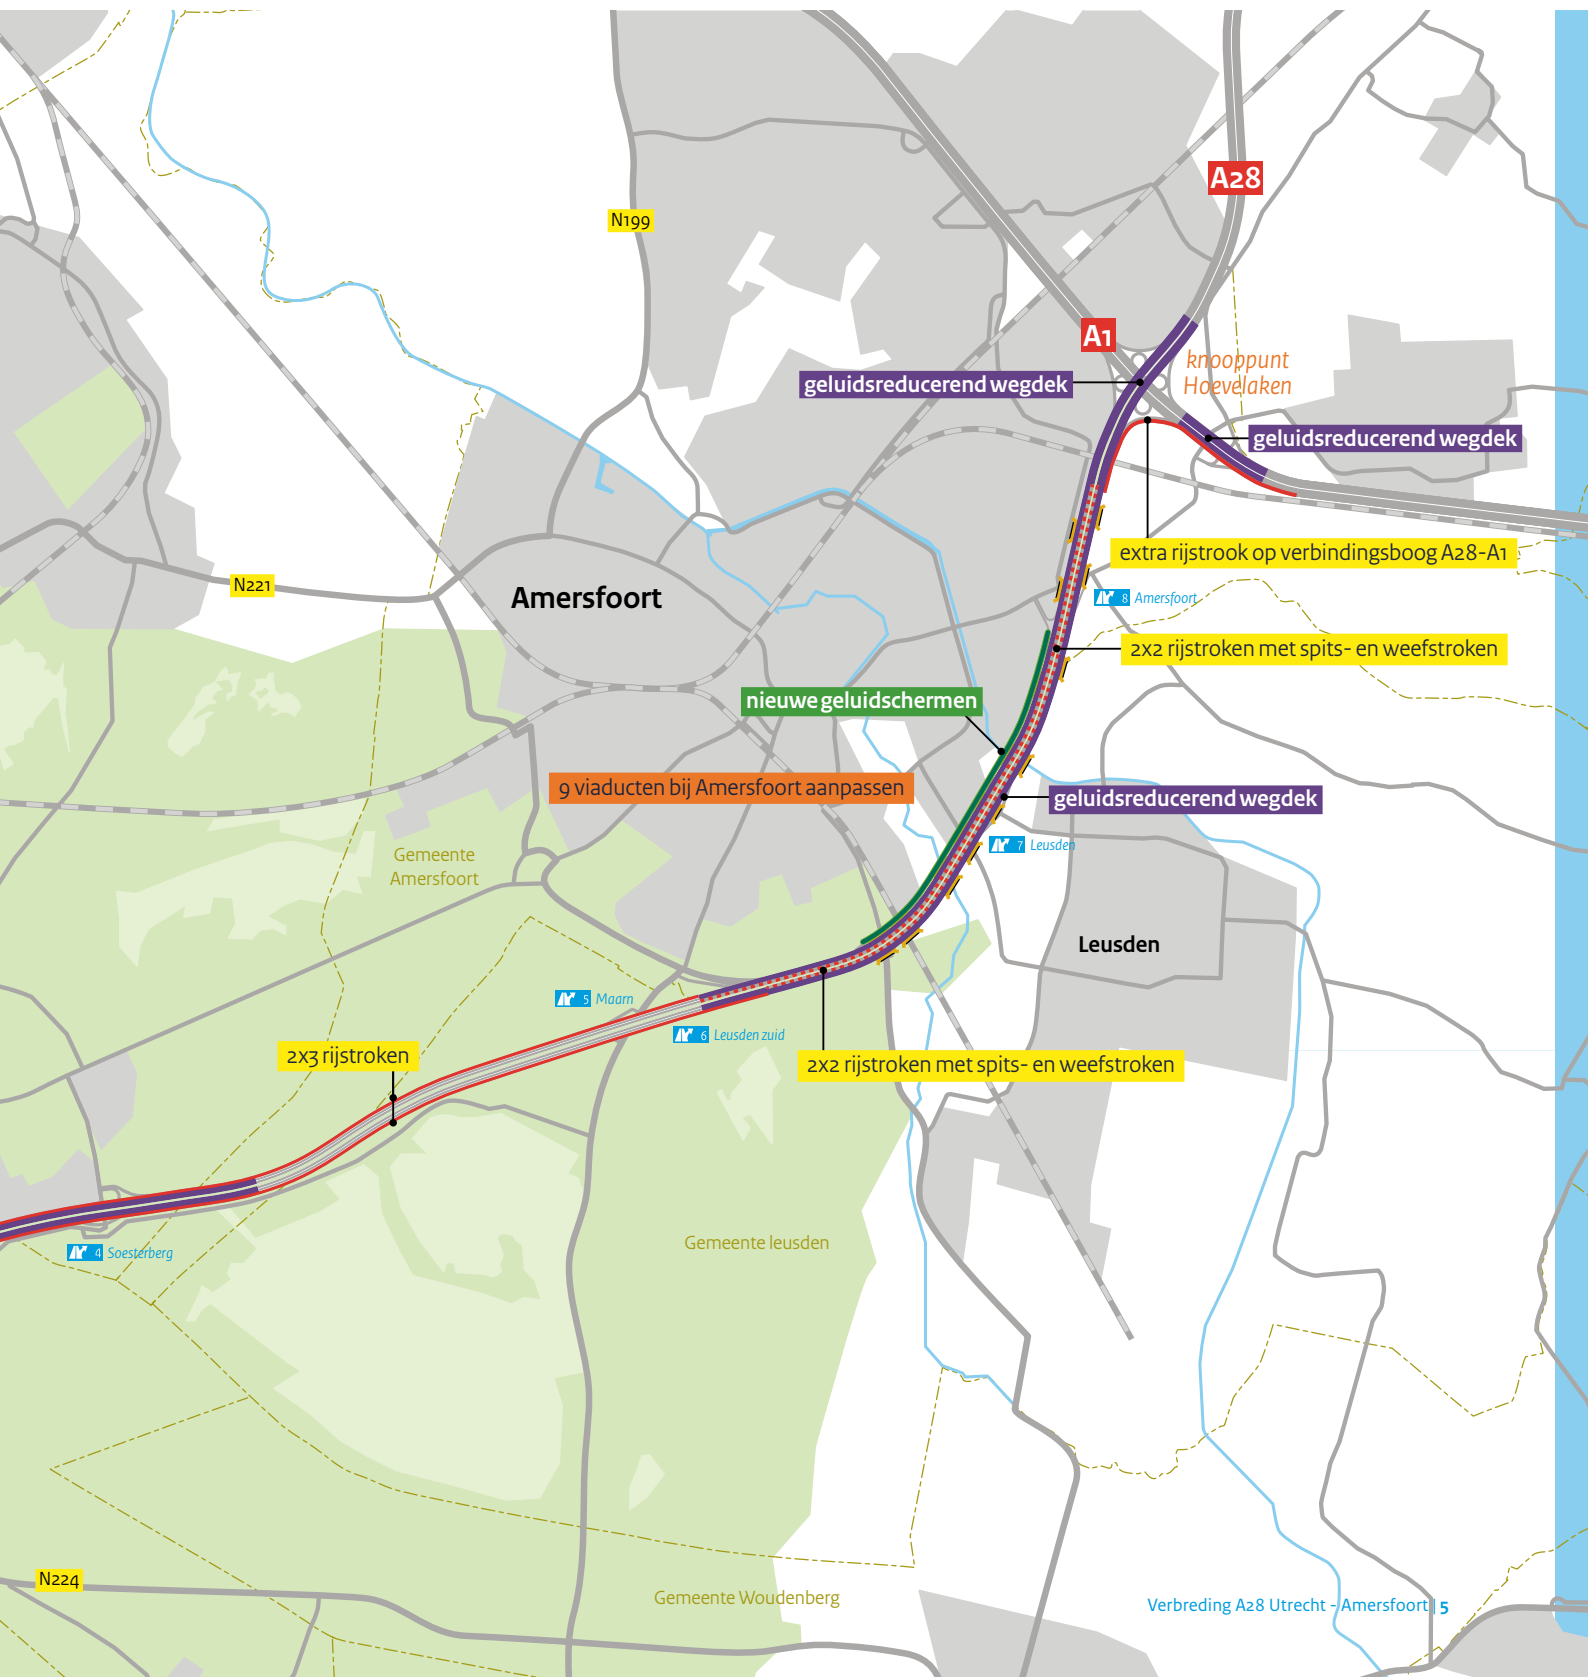 A28
N199
A1
knooppunt
Hoevelaken
geluidsreducerend wegdek
geluidsreducerend wegdek
extra rijstrook op verbindingsboog A28-A1
N221
Amersfoort
8 Amersfoort
2x2 rijstroken met spits- en weefstroken
nieuwe geluidschermen
9 viaducten bij Amersfoort aanpassen
geluidsreducerend wegdek
7 Leusden
Gemeente
Amersfoort
Leusden
5 Maarn
6 Leusden zuid
2x3 rijstroken
2x2 rijstroken met spits- en weefstroken
Gemeente leusden
4 Soesterberg
N224
Gemeente Woudenberg
Verbreding A28 Utrecht - Amersfoort | 5